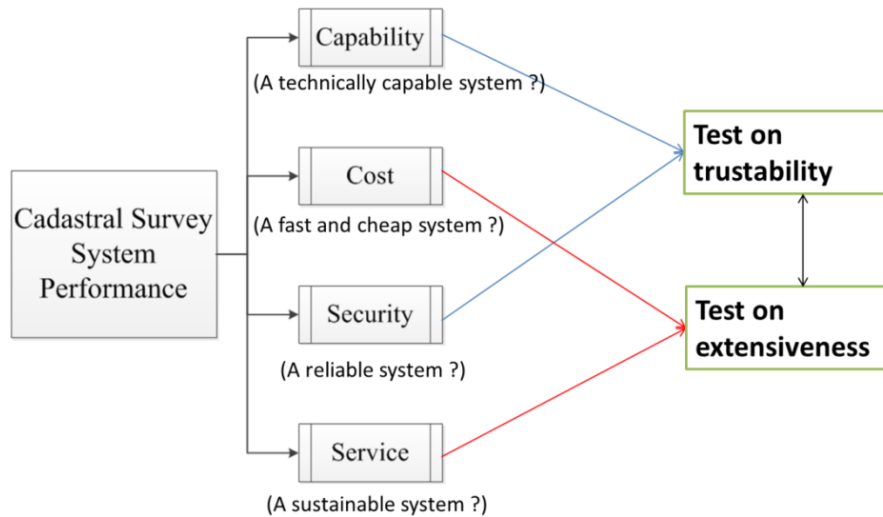 Capability
(A technically capable system ?)
Test on
trustability
Cost
(A fast and cheap system ?)
Cadastral Survey
System
Performance
Security
(A reliable system ?)
Test on
extensiveness
Service
(A sustainable system ?)